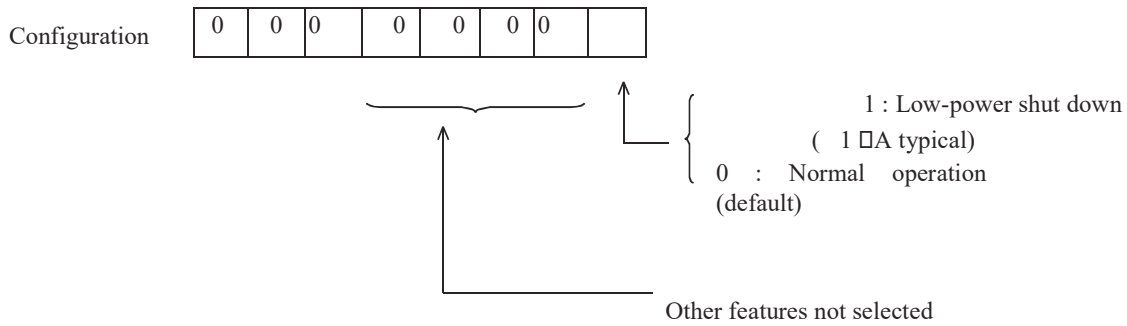 Configuration 0 0 0 0 0 0 0
1 : Low-power shut down
( 1 □A typical)
0 : Normal operation
(default)
Other features not selected